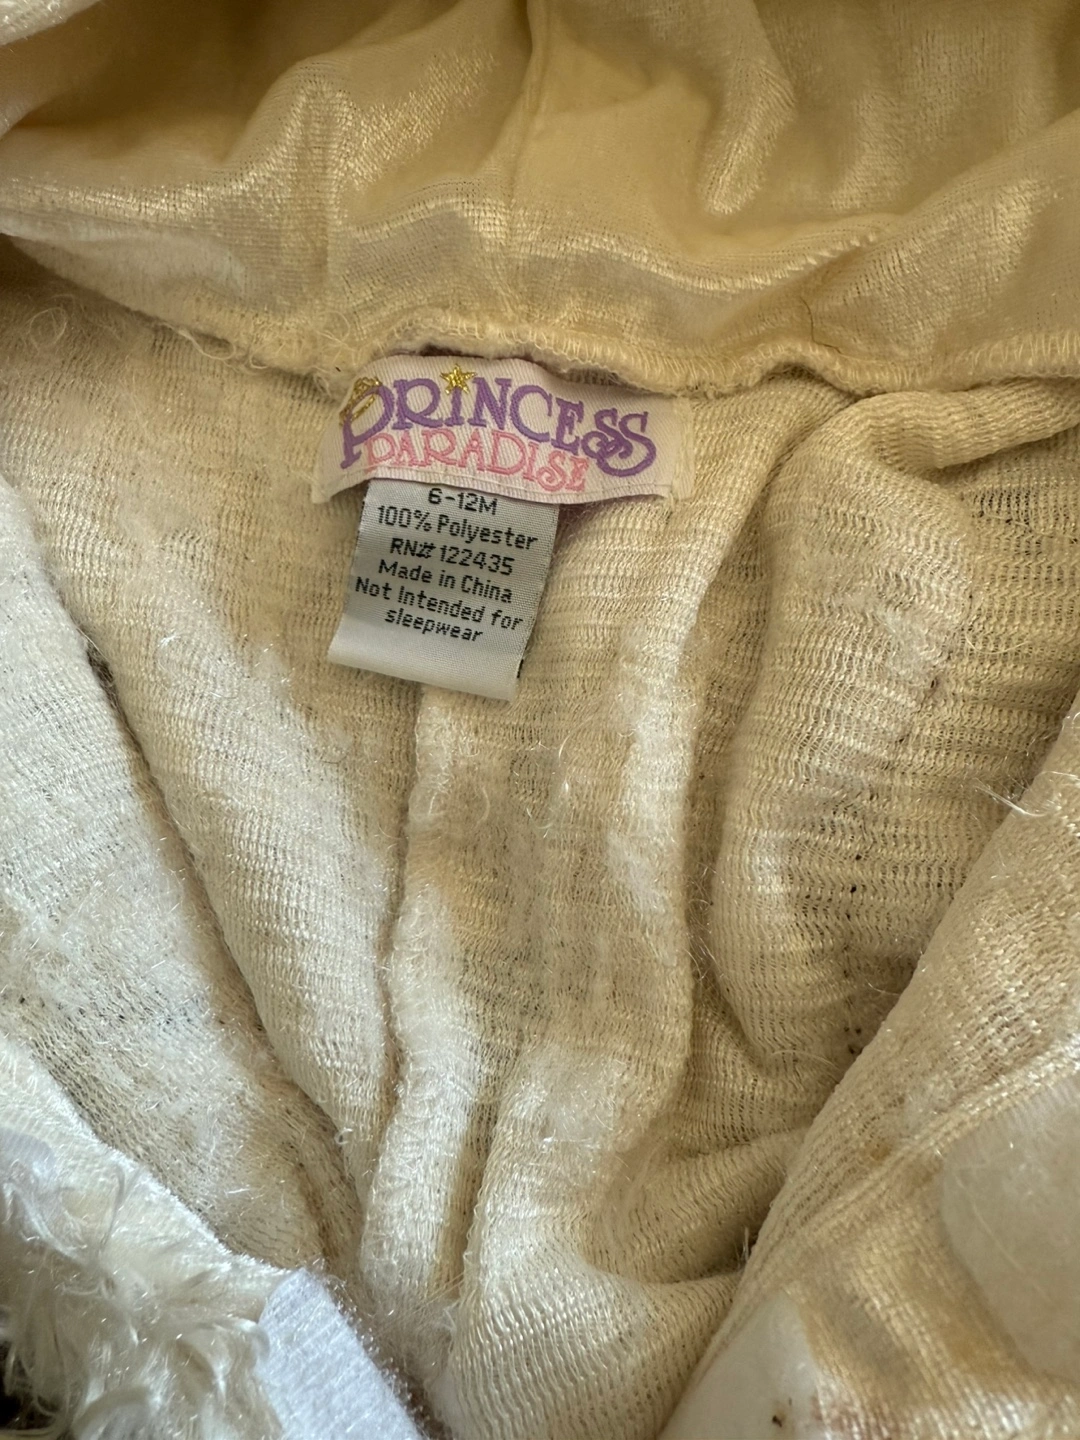 PRINCESS
PARADISE
6-12M
100% Polyester
RN# 122435
Made in China
Not Intended for
sleepwear